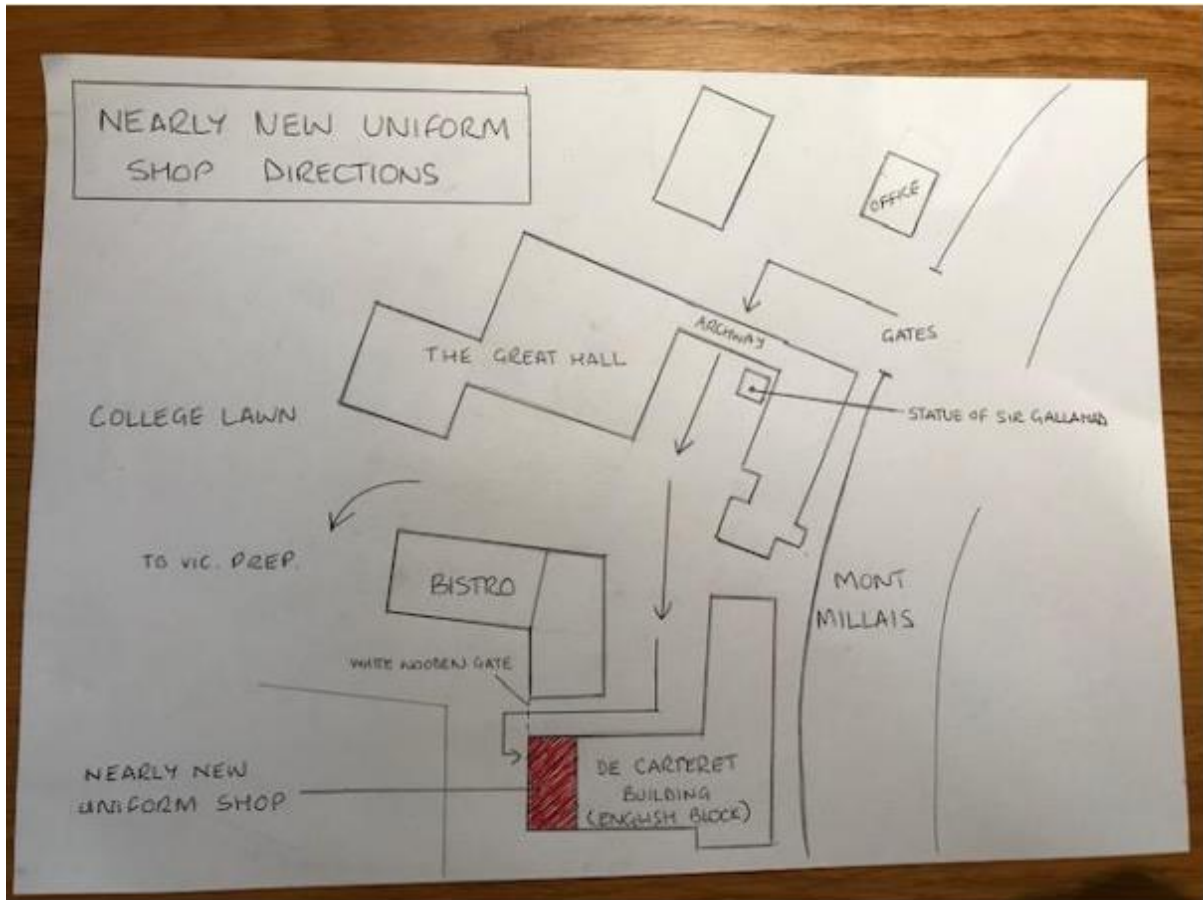 NEARLY NEW UNIFORM
SHOP DIRECTIONS
OFFICE
ARCHWAY
GATES
THE GREAT HALL
COLLEGE LAWN
STATUE OF SIR GALLAHAD
TO VIC. PREP.
BISTRO
MONT
MILLAIS
WHITE WOODEN GATE
NEARLY NEW
UNIFORM SHOP
DE CARTERET
BUILDING
(ENGLISH BLOCK)